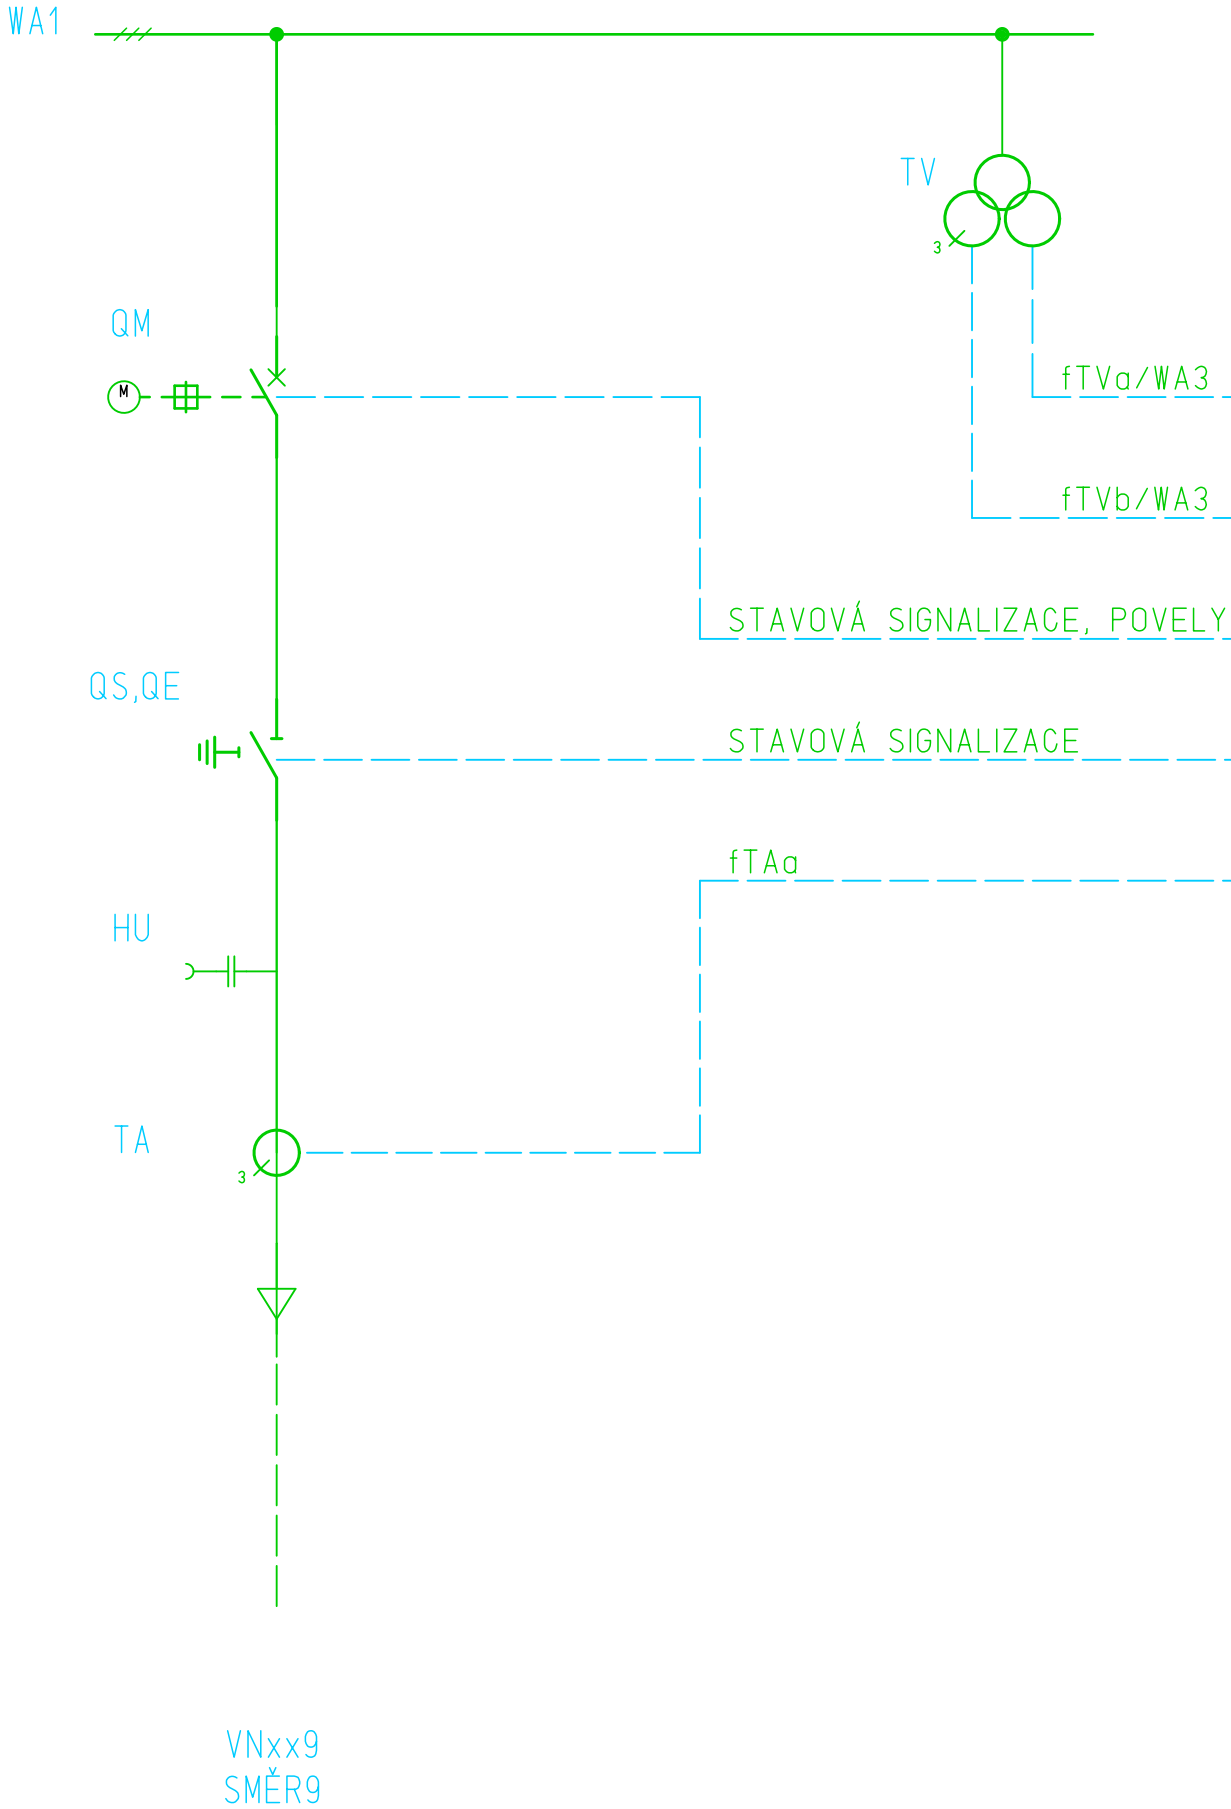 WA1
TV
3
QM
M
fTVa/WA3
fTVb/WA3
STAVOVÁ SIGNALIZACE, POVELY
QS,QE
STAVOVÁ SIGNALIZACE
fTAa
HU
TA
3
VNxx9
SMĚR9